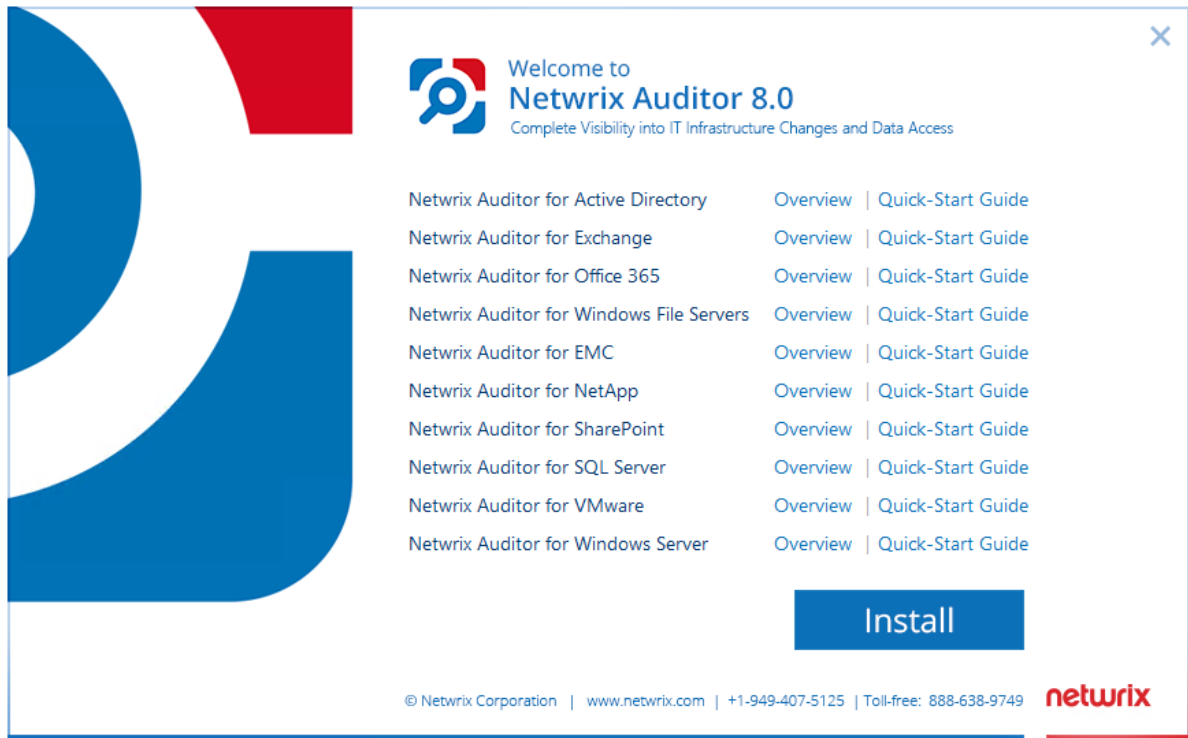 Welcome to
Netwrix Auditor 8.0
Complete Visibility into IT Infrastructure Changes and Data Access
Netwrix Auditor for Active Directory Overview | Quick-Start Guide
Netwrix Auditor for Exchange Overview | Quick-Start Guide
Netwrix Auditor for Office 365 Overview | Quick-Start Guide
Netwrix Auditor for Windows File Servers Overview | Quick-Start Guide
Netwrix Auditor for EMC Overview | Quick-Start Guide
Netwrix Auditor for NetApp Overview | Quick-Start Guide
Netwrix Auditor for SharePoint Overview | Quick-Start Guide
Netwrix Auditor for SQL Server Overview | Quick-Start Guide
Netwrix Auditor for VMware Overview | Quick-Start Guide
Netwrix Auditor for Windows Server Overview | Quick-Start Guide
Install
© Netwrix Corporation | www.netwrix.com | +1-949-407-5125 | Toll-free: 888-638-9749 netwrix